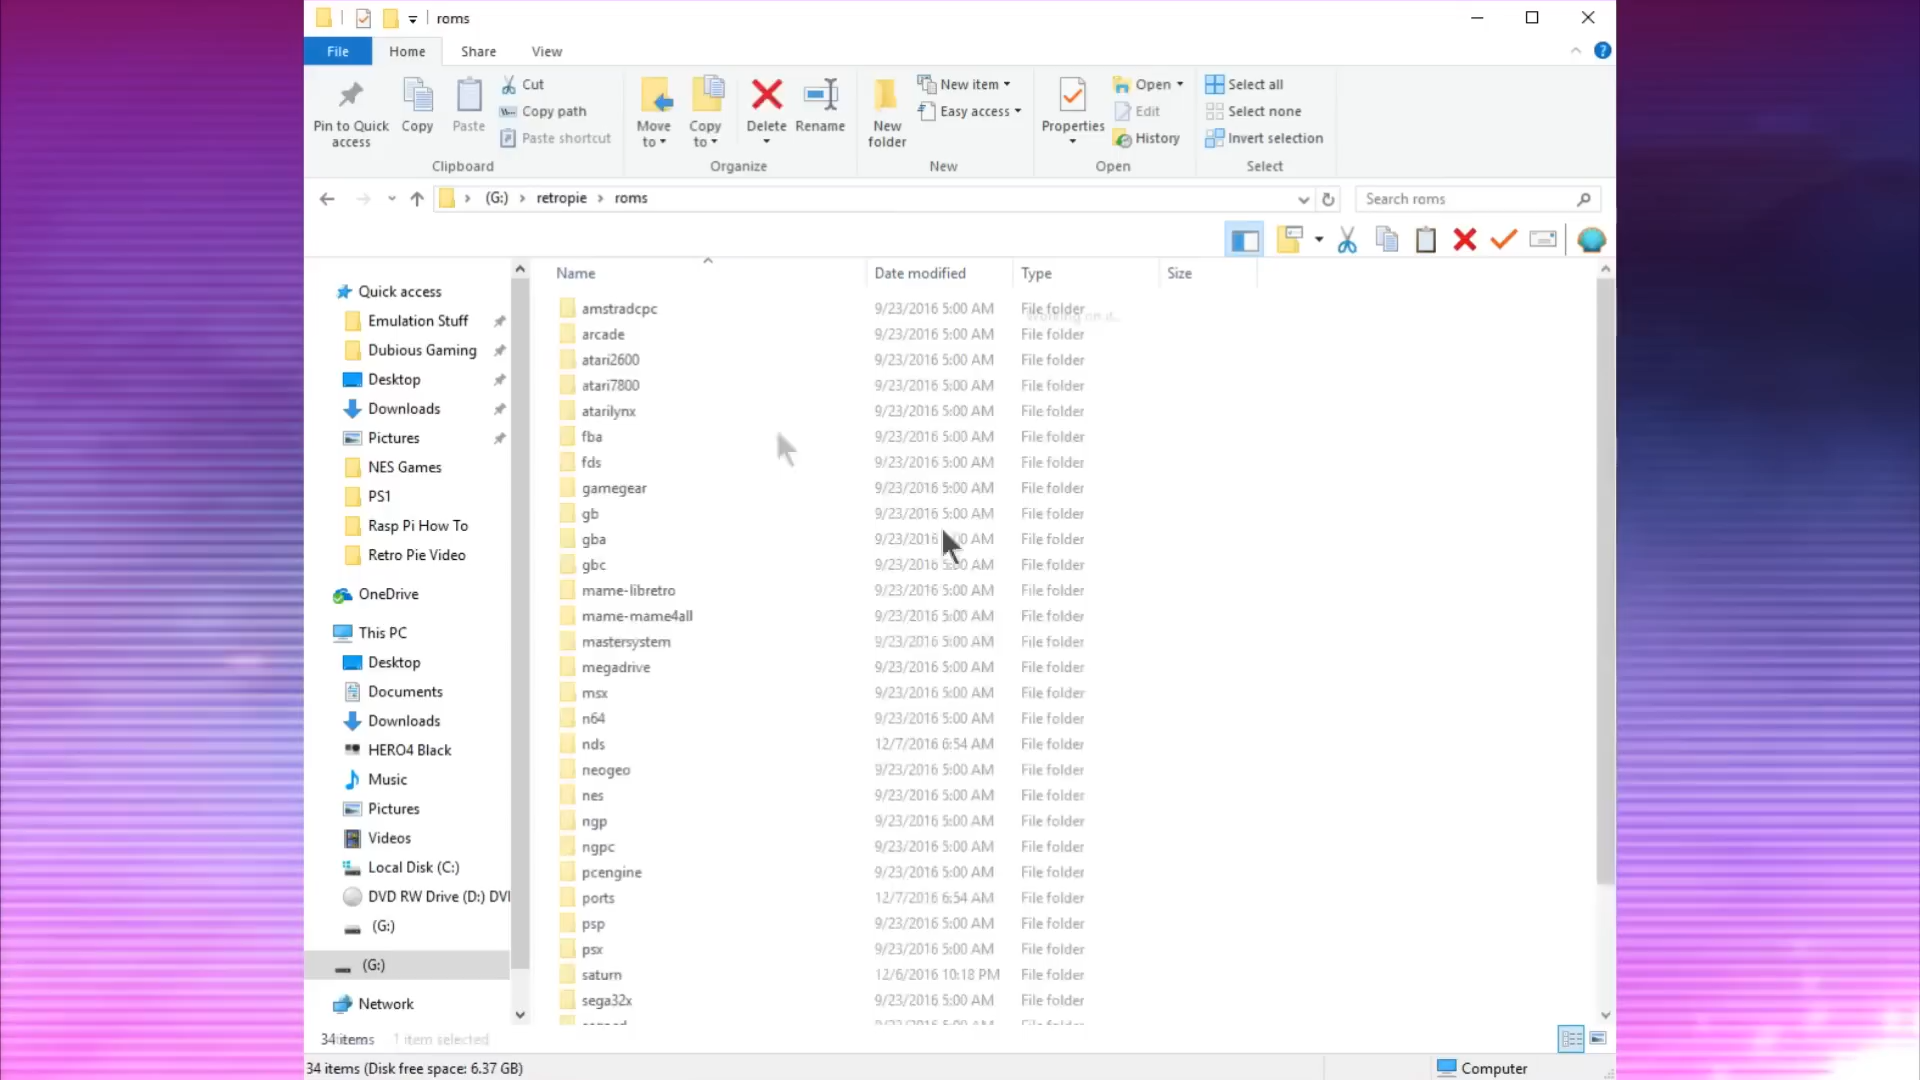 roms
File Home Share View
Pin to Quick access
Copy
Paste
Cut
Copy path
Paste shortcut
Clipboard
Move to
Copy to
Delete
Rename
Organize
New folder
New item
Easy access
New
Properties
Open
Edit
History
Open
Select all
Select none
Invert selection
Select
(G:) retropie roms
Search roms
Quick access
Emulation Stuff
Dubious Gaming
Desktop
Downloads
Pictures
NES Games
PS1
Rasp Pi How To
Retro Pie Video
OneDrive
This PC
Desktop
Documents
Downloads
HERO4 Black
Music
Pictures
Videos
Local Disk (C:)
DVD RW Drive (D:) DVI
(G:)
(G:)
Network
Name Date modified Type Size
amstradcpc 9/23/2016 5:00 AM File folder
Working on it...
arcade 9/23/2016 5:00 AM File folder
atari2600 9/23/2016 5:00 AM File folder
atari7800 9/23/2016 5:00 AM File folder
atarilynx 9/23/2016 5:00 AM File folder
fba 9/23/2016 5:00 AM File folder
fds 9/23/2016 5:00 AM File folder
gamegear 9/23/2016 5:00 AM File folder
gb 9/23/2016 5:00 AM File folder
gba 9/23/2016 5:00 AM File folder
gbc 9/23/2016 5:00 AM File folder
mame-libretro 9/23/2016 5:00 AM File folder
mame-mame4all 9/23/2016 5:00 AM File folder
mastersystem 9/23/2016 5:00 AM File folder
megadrive 9/23/2016 5:00 AM File folder
msx 9/23/2016 5:00 AM File folder
n64 9/23/2016 5:00 AM File folder
nds 12/7/2016 6:54 AM File folder
neogeo 9/23/2016 5:00 AM File folder
nes 9/23/2016 5:00 AM File folder
ngp 9/23/2016 5:00 AM File folder
ngpc 9/23/2016 5:00 AM File folder
pcengine 9/23/2016 5:00 AM File folder
ports 12/7/2016 6:54 AM File folder
psp 9/23/2016 5:00 AM File folder
psx 9/23/2016 5:00 AM File folder
saturn 12/6/2016 10:18 PM File folder
sega32x 9/23/2016 5:00 AM File folder
34 items 1 item selected
34 items (Disk free space: 6.37 GB)
Computer